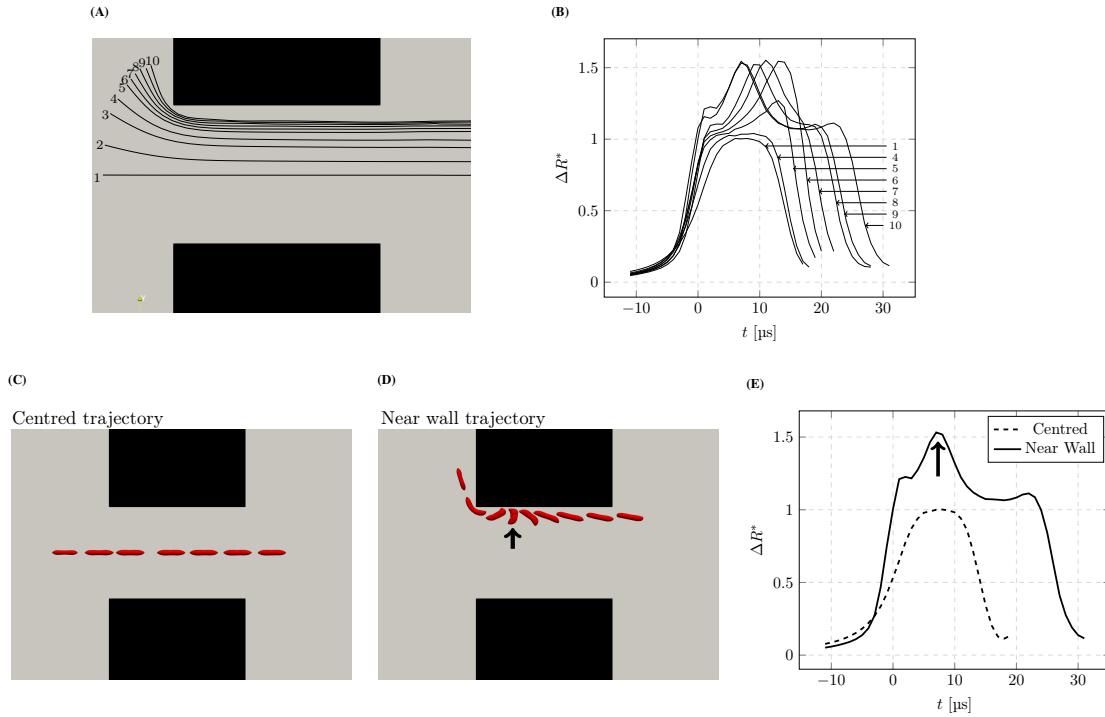 (A)
10
9
8
7
6
5
4
3
2
1
(B)
ΔR*
1.5
1
0.5
0
−10
0
10
20
30
t [µs]
1
4
5
6
7
8
9
10
(C)
Centred trajectory
(D)
Near wall trajectory
(E)
ΔR*
1.5
1
0.5
0
−10
0
10
20
30
t [µs]
Centred
Near Wall